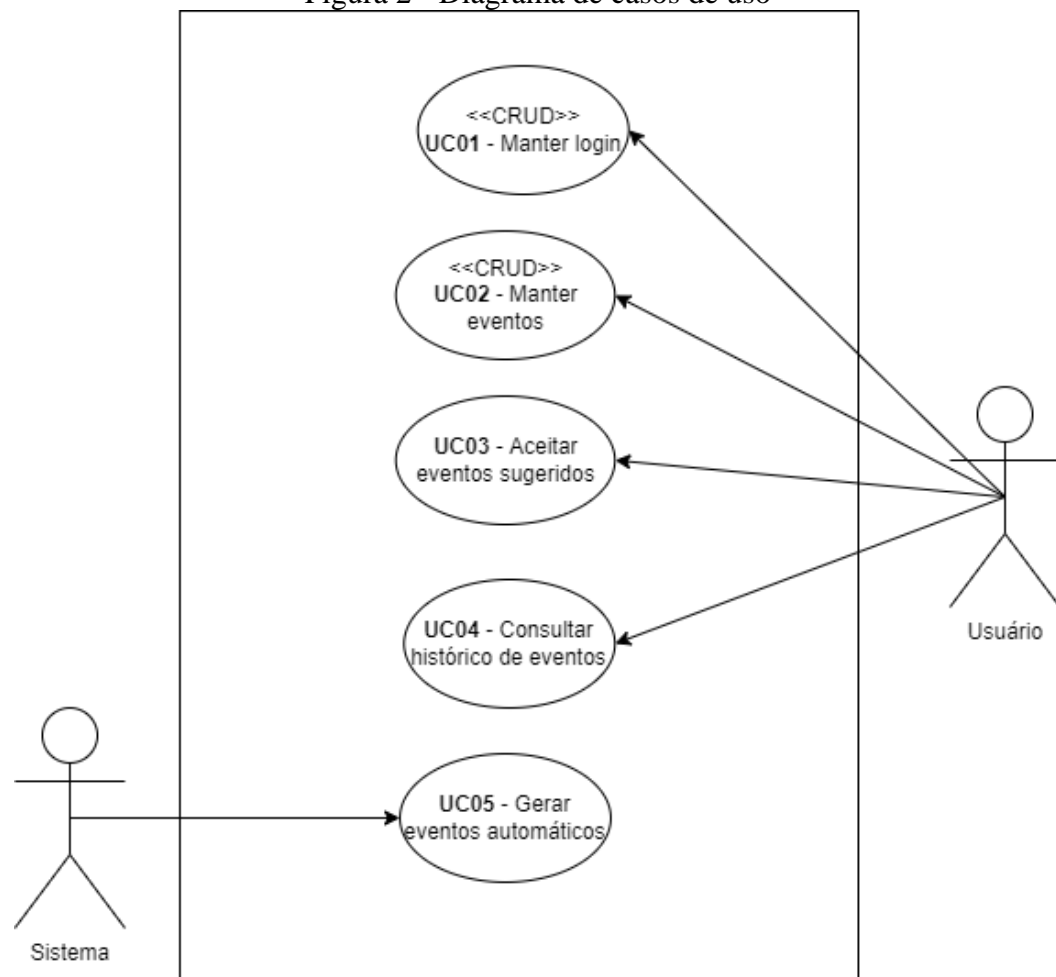 Figura 2 - Diagrama de casos de uso
<<CRUD>>
UC01 - Manter login
<<CRUD>>
UC02 - Manter
eventos
UC03 - Aceitar
eventos sugeridos
UC04 - Consultar
histórico de eventos
Usuário
UC05 - Gerar
eventos automáticos
Sistema